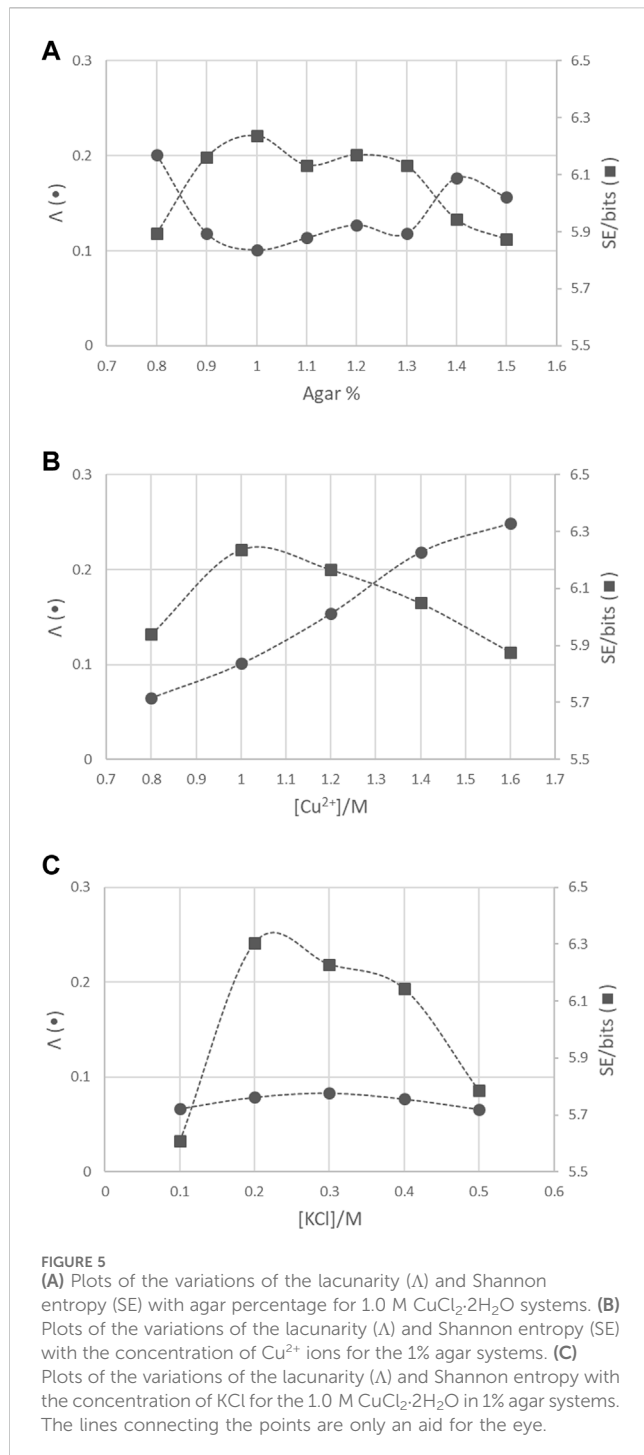 A
0.3
0.2
0.1
0
Λ (•)
6.5
6.3
6.1
5.9
5.7
5.5
SE/bits (■)
0.7 0.8 0.9 1 1.1 1.2 1.3 1.4 1.5 1.6
Agar %
B
0.3
0.2
0.1
0
Λ (•)
6.5
6.3
6.1
5.9
5.7
5.5
SE/bits (■)
0.7 0.8 0.9 1 1.1 1.2 1.3 1.4 1.5 1.6 1.7
[Cu²⁺]/M
C
0.3
0.2
0.1
0
Λ (•)
6.5
6.3
6.1
5.9
5.7
5.5
SE/bits (■)
0 0.1 0.2 0.3 0.4 0.5 0.6
[KCl]/M
FIGURE 5
(A) Plots of the variations of the lacunarity (Λ) and Shannon
entropy (SE) with agar percentage for 1.0 M CuCl₂·2H₂O systems. (B)
Plots of the variations of the lacunarity (Λ) and Shannon entropy (SE)
with the concentration of Cu²⁺ ions for the 1% agar systems. (C)
Plots of the variations of the lacunarity (Λ) and Shannon entropy with
the concentration of KCl for the 1.0 M CuCl₂·2H₂O in 1% agar systems.
The lines connecting the points are only an aid for the eye.